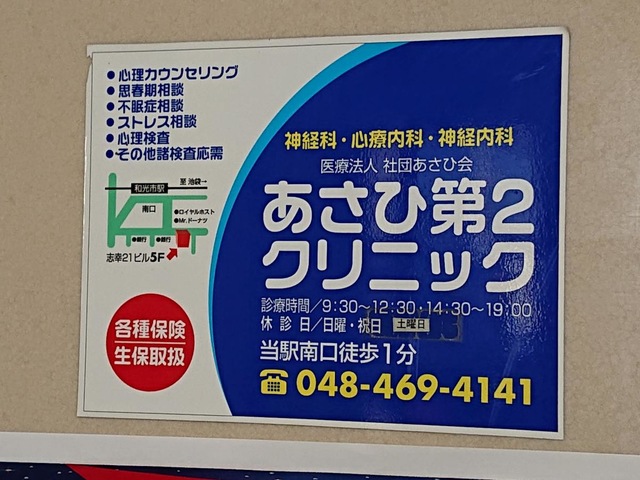 ●心理カウンセリング
●思春期相談
●不眠症相談
●ストレス相談
●心理検査
●その他諸検査応需
和光市駅
至 池袋→
南口
●ロイヤルホスト
●Mr.ドーナツ
●銀行 ●銀行
志幸21ビル5F
各種保険
生保取扱
神経科・心療内科・神経内科
医療法人 社団あさひ会
あさひ第2
クリニック
診療時間／9:30〜12:30・14:30〜19:00
休 診 日／日曜・祝日 土曜日
当駅南口徒歩1分
☎ 048-469-4141